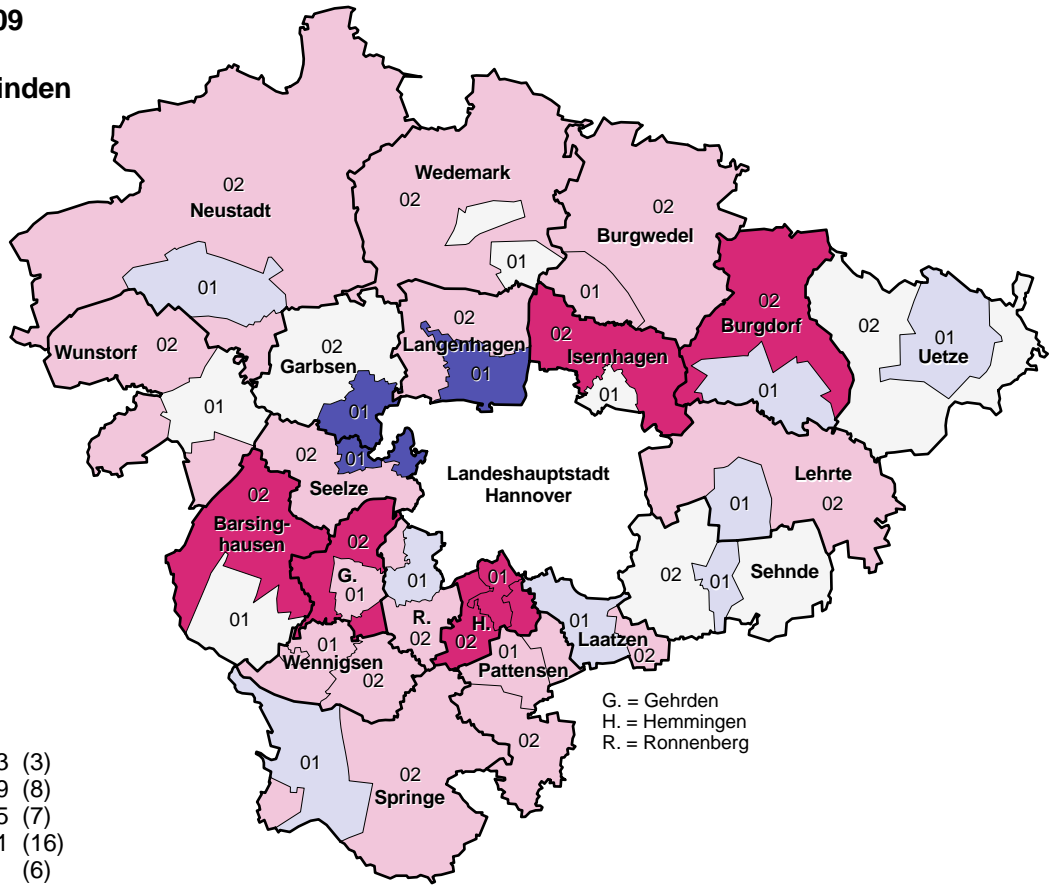 09
inden
Wedemark
02
02
Neustadt
02
Burgwedel
01
01
01
02
Burgdorf
02
01
Uetze
02
Langenhagen
01
02
Isernhagen
01
01
Wunstorf 02
02
Garbsen
01
01
02
01
Seelze
Landeshauptstadt
Hannover
Lehrte
02
01
02
Barsing-
hausen
01
02
G.
01
01
R.
02
01
H.
02
02
01
Sehnde
01
Laatzen
02
01
Wennigsen
02
01
Pattensen
02
G. = Gehrden
H. = Hemmingen
R. = Ronnenberg
01
02
Springe
3 (3)
9 (8)
5 (7)
1 (16)
(6)